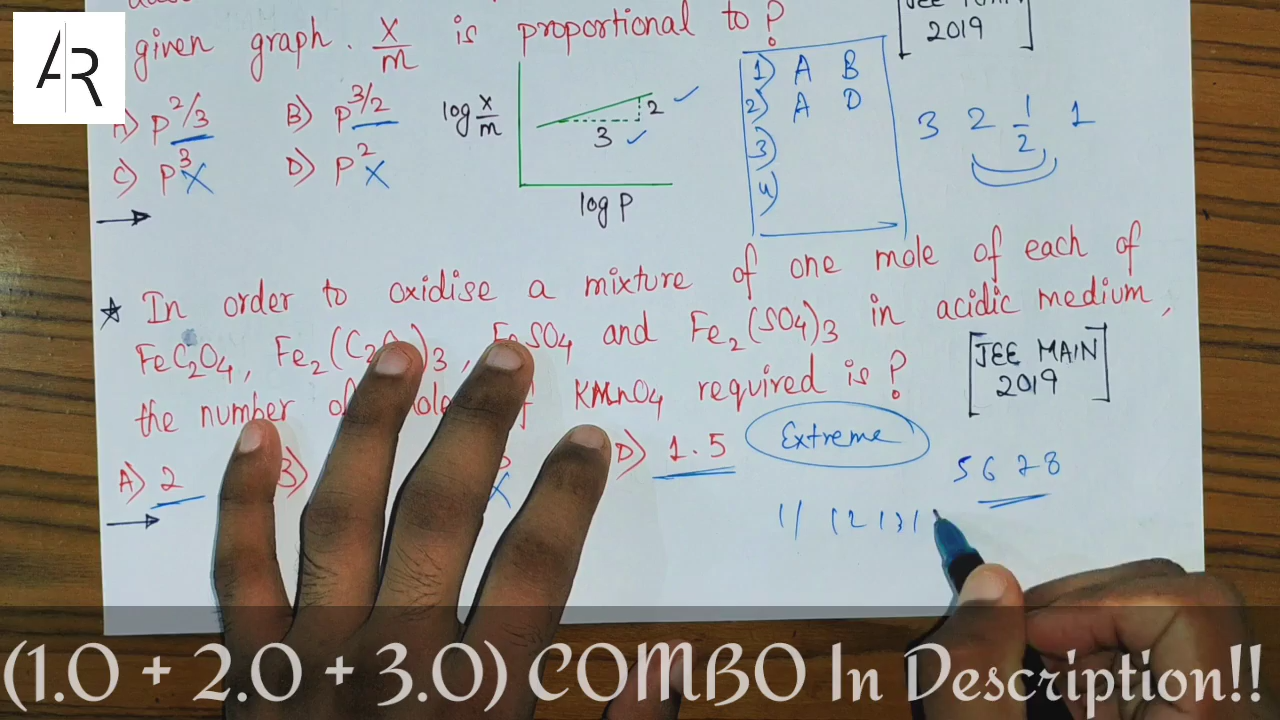 AR
given graph. x/m is proportional to ?
[JEE MAIN 2019]
A) P^2/3 B) P^3/2
C) P^3 X D) P^2 X
log x/m
2
3
log P
1) A B
2) A D
3)
4)
3 2 1/2 1
In order to oxidise a mixture of one mole of each of
FeC2O4, Fe2(C2O4)3, FeSO4 and Fe2(SO4)3 in acidic medium,
the number of KMnO4 required is ?
[JEE MAIN 2019]
A) 2 B) X D) 1.5
Extreme
5 6 7 8
(1.0 + 2.0 + 3.0) COMBO In Description!!